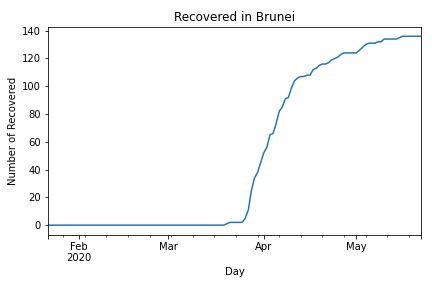 Recovered in Brunei
Number of Recovered
140
120
100
80
60
40
20
0
Feb
2020
Mar
Apr
May
Day